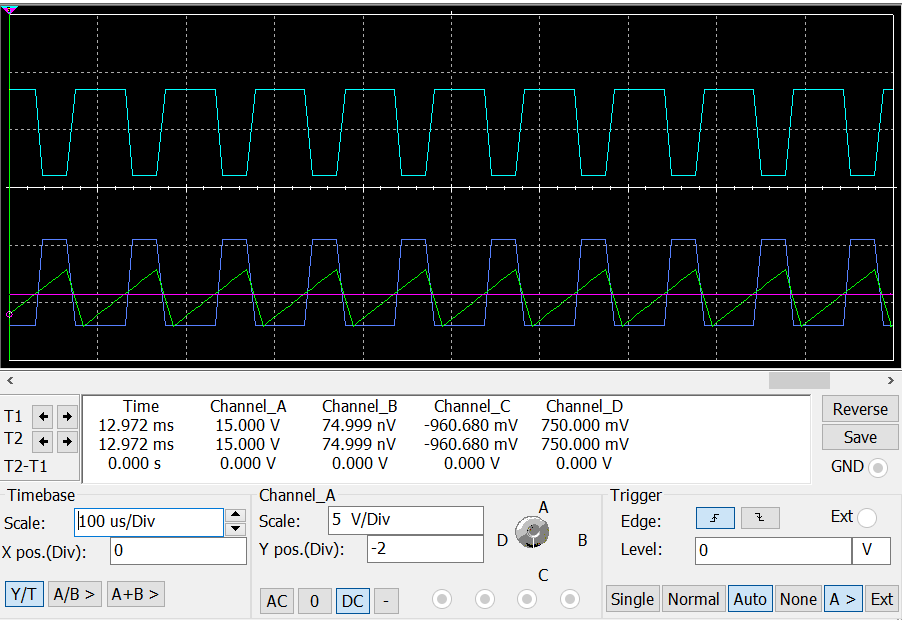 Time Channel_A Channel_B Channel_C Channel_D
T1 12.972 ms 15.000 V 74.999 nV -960.680 mV 750.000 mV
T2 12.972 ms 15.000 V 74.999 nV -960.680 mV 750.000 mV
T2-T1 0.000 s 0.000 V 0.000 V 0.000 V 0.000 V
Reverse
Save
GND
Timebase
Scale: 100 us/Div
X pos.(Div): 0
Y/T A/B > A+B >
Channel_A
Scale: 5 V/Div
Y pos.(Div): -2
AC 0 DC -
A
D B
C
Trigger
Edge: Ext
Level: 0 V
Single Normal Auto None A > Ext